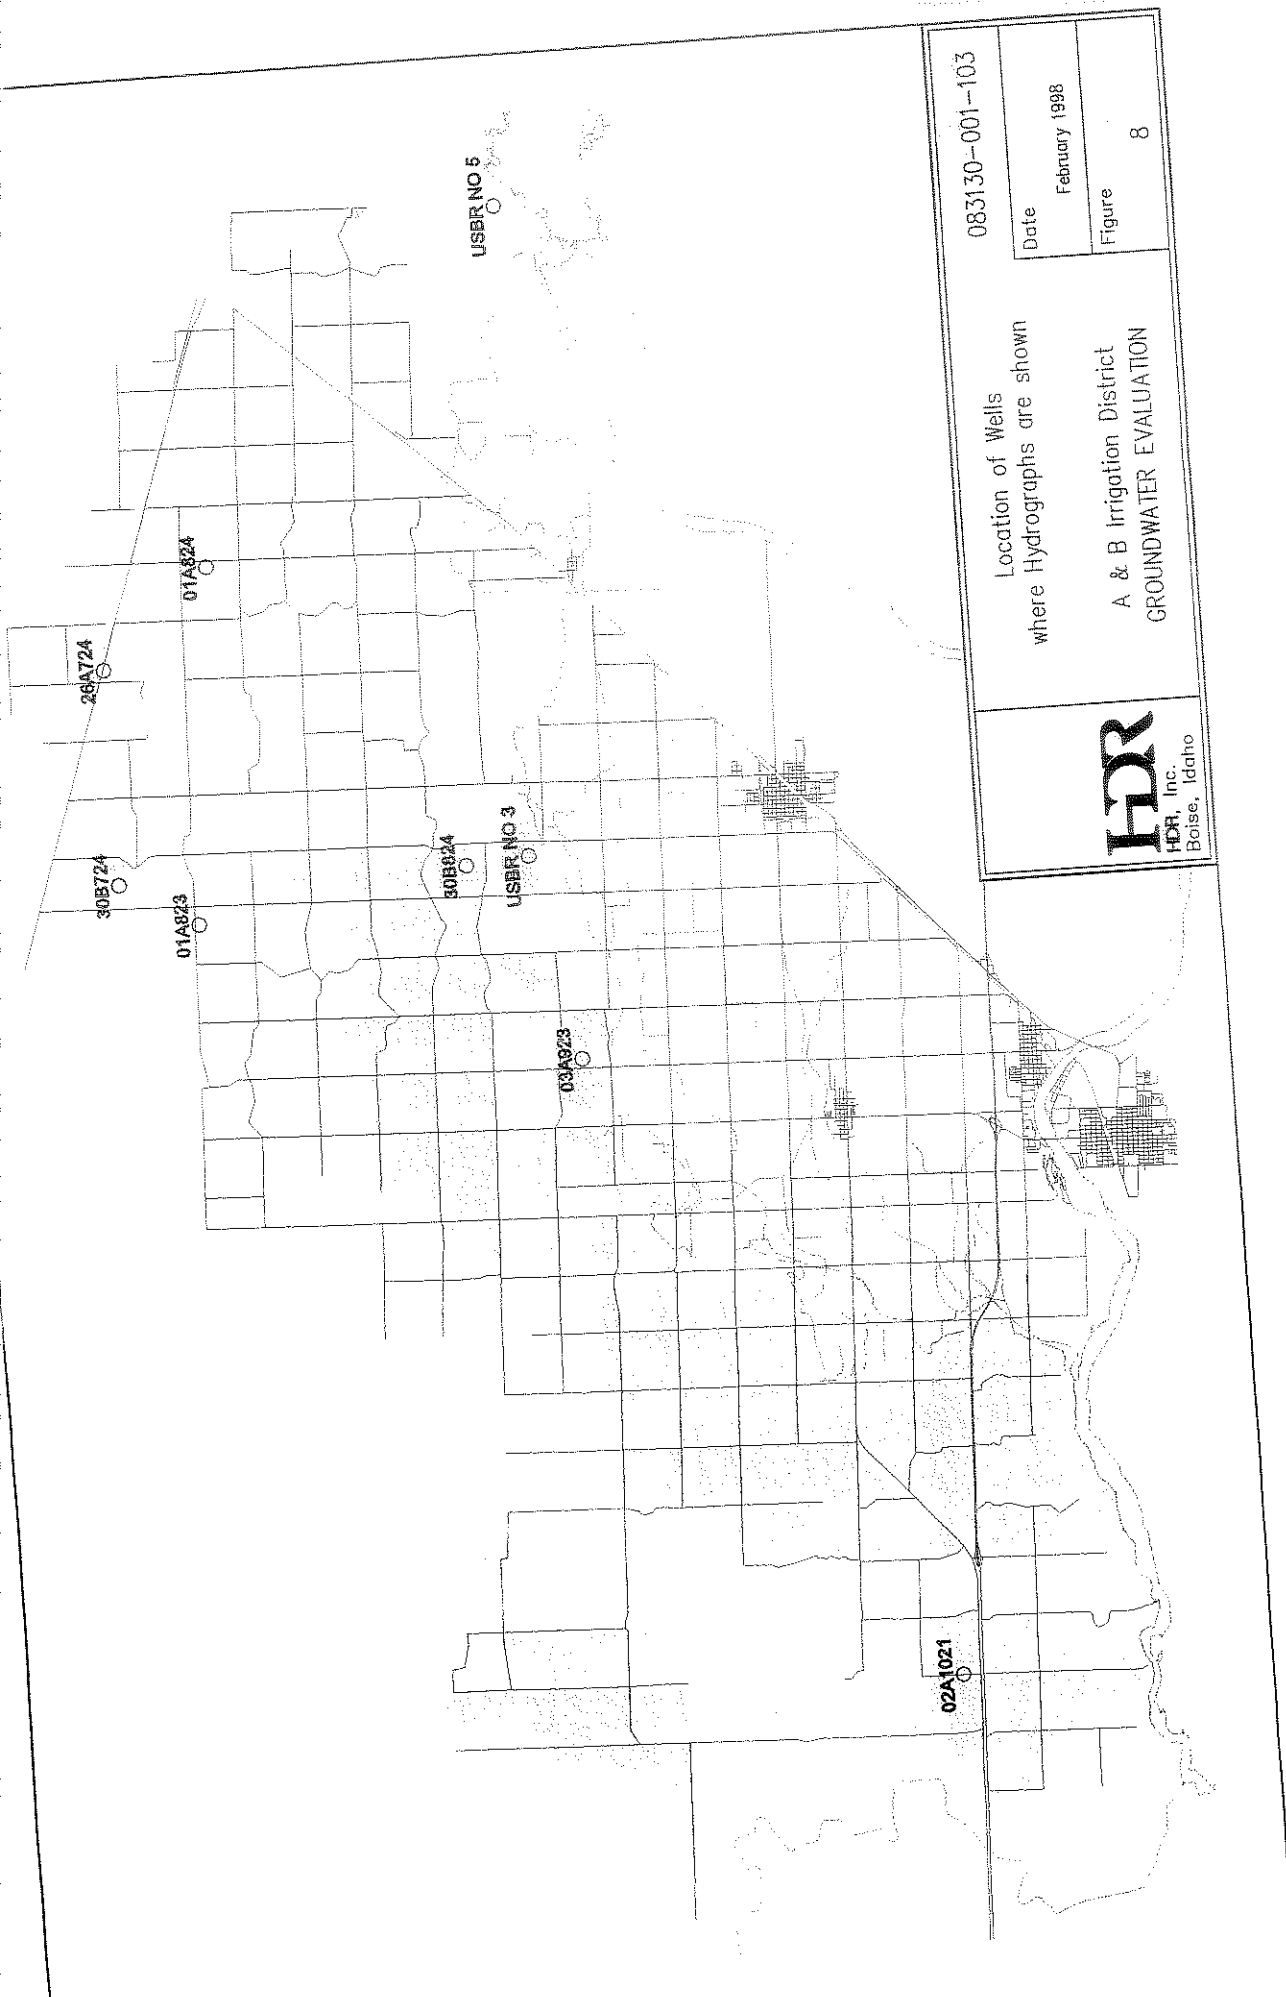 26A724
01A824
30B724
01A823
USBR NO 5
30B824
USBR NO 3
03A923
02A1021
HDR
HDR, Inc.
Boise, Idaho
Location of Wells
where Hydrographs are shown
A & B Irrigation District
GROUNDWATER EVALUATION
083130-001-103
Date
February 1998
Figure
8